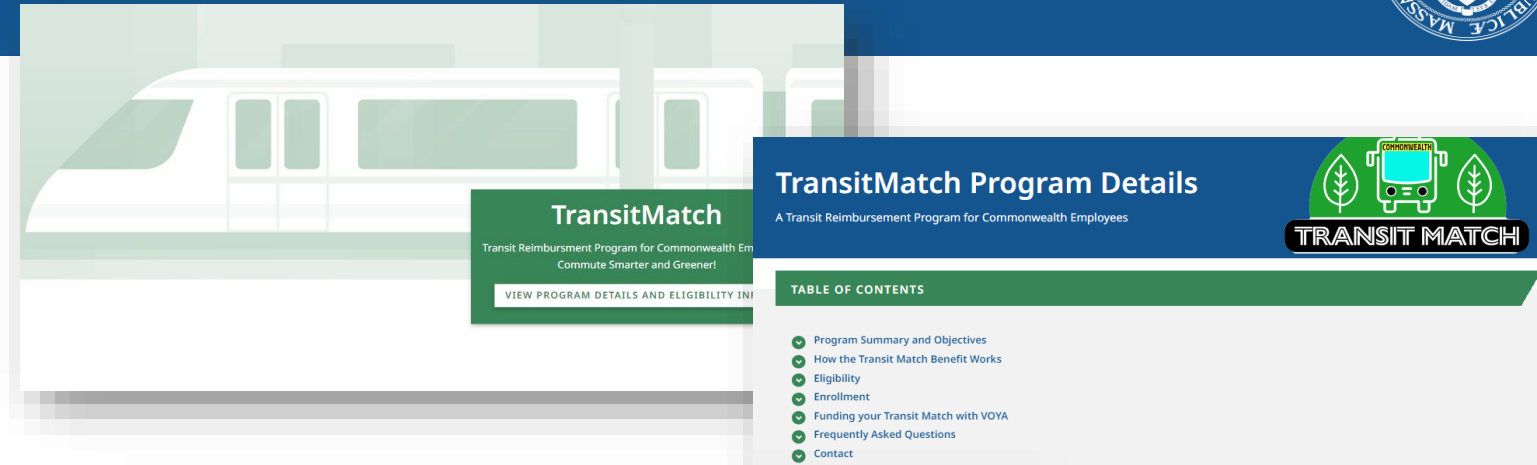 TransitMatch
Transit Reimbursment Program for Commonwealth Em
Commute Smarter and Greener!
VIEW PROGRAM DETAILS AND ELIGIBILITY INF
TransitMatch Program Details
A Transit Reimbursement Program for Commonwealth Employees
COMMONWEALTH
TRANSIT MATCH
TABLE OF CONTENTS
Program Summary and Objectives
How the Transit Match Benefit Works
Eligibility
Enrollment
Funding your Transit Match with VOYA
Frequently Asked Questions
Contact